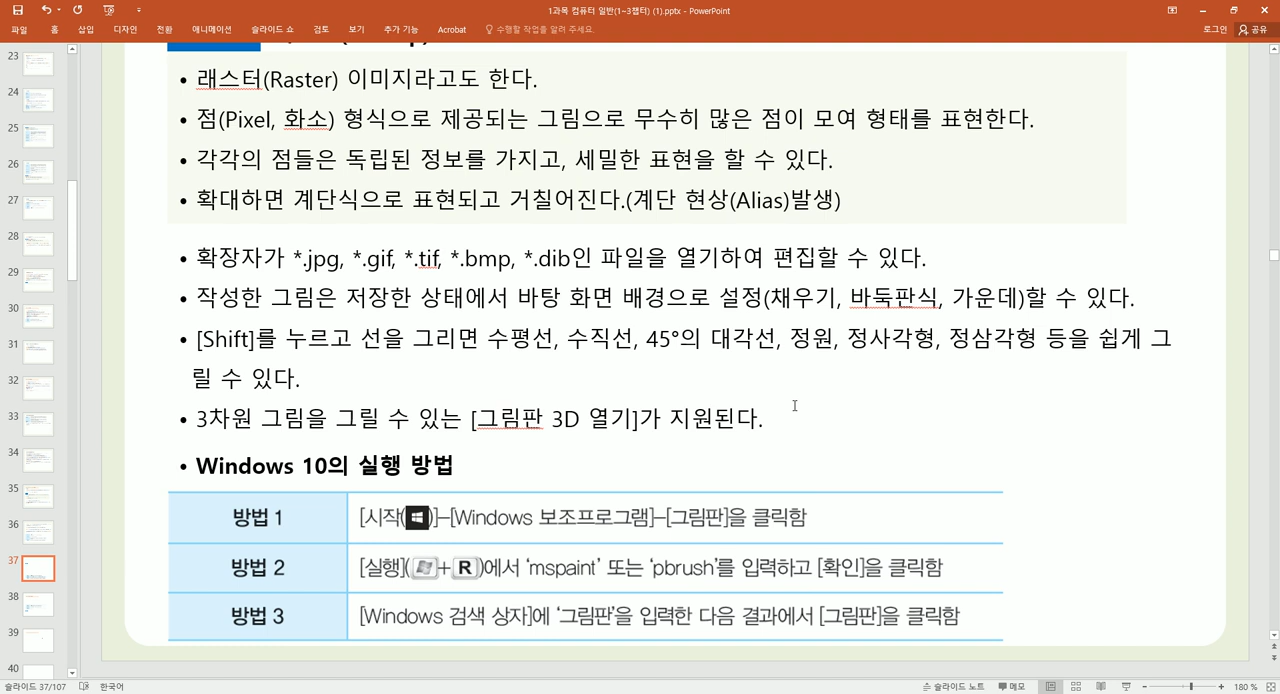 1과목 컴퓨터 일반(1~3챕터) (1).pptx - PowerPoint
파일 홈 삽입 디자인 전환 애니메이션 슬라이드 쇼 검토 보기 추가 기능 Acrobat 수행할 작업을 알려 주세요. 로그인 공유
• 래스터(Raster) 이미지라고도 한다.
• 점(Pixel, 화소) 형식으로 제공되는 그림으로 무수히 많은 점이 모여 형태를 표현한다.
• 각각의 점들은 독립된 정보를 가지고, 세밀한 표현을 할 수 있다.
• 확대하면 계단식으로 표현되고 거칠어진다.(계단 현상(Alias)발생)
• 확장자가 *.jpg, *.gif, *.tif, *.bmp, *.dib인 파일을 열기하여 편집할 수 있다.
• 작성한 그림은 저장한 상태에서 바탕 화면 배경으로 설정(채우기, 바둑판식, 가운데)할 수 있다.
• [Shift]를 누르고 선을 그리면 수평선, 수직선, 45°의 대각선, 정원, 정사각형, 정삼각형 등을 쉽게 그
릴 수 있다.
• 3차원 그림을 그릴 수 있는 [그림판 3D 열기]가 지원된다.
• Windows 10의 실행 방법
방법 1 [시작()]–[Windows 보조프로그램]–[그림판]을 클릭함
방법 2 [실행](+R)에서 ‘mspaint’ 또는 ‘pbrush’를 입력하고 [확인]을 클릭함
방법 3 [Windows 검색 상자]에 ‘그림판’을 입력한 다음 결과에서 [그림판]을 클릭함
23
24
25
26
27
28
29
30
31
32
33
34
35
36
37
38
39
40
슬라이드 37/107 한국어 슬라이드 노트 메모 180 %